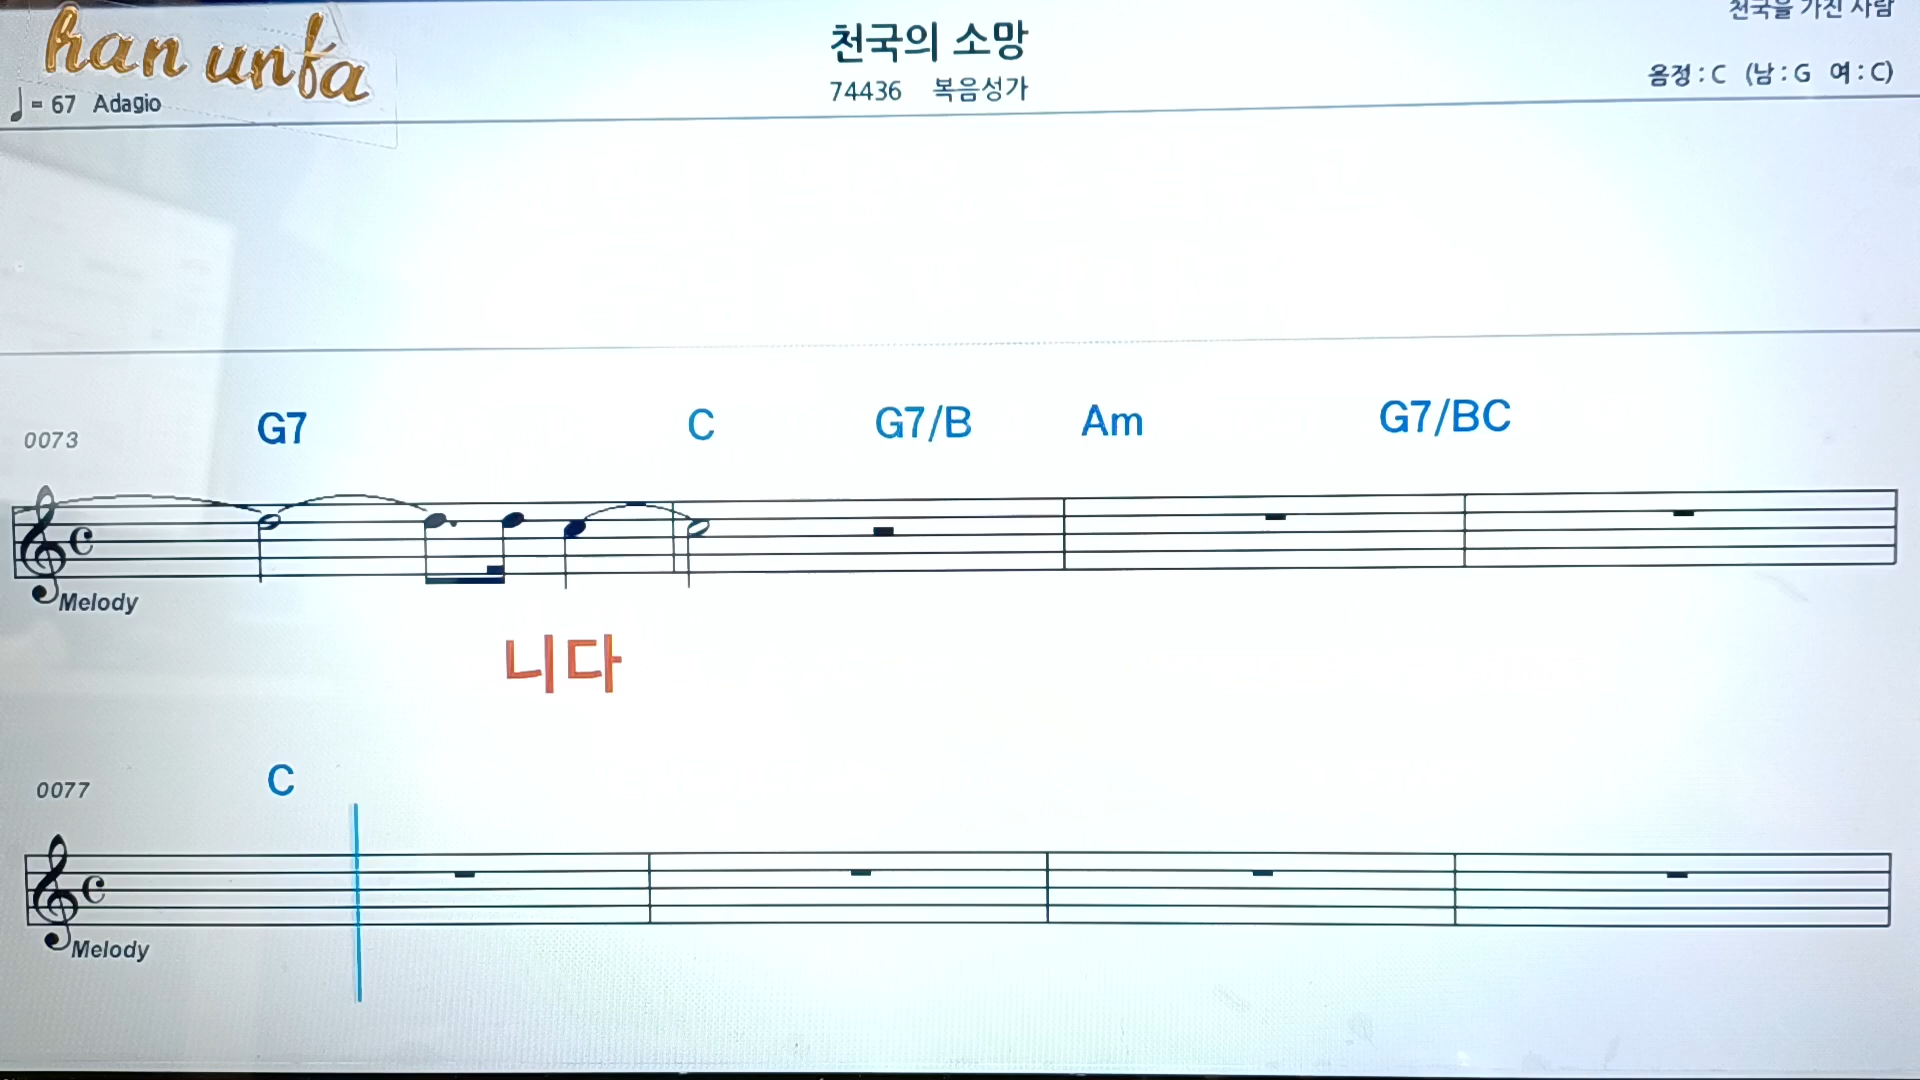 han unfa
천국을 가진 사람
천국의 소망
음정 : C (남 : G 여 : C)
74436 복음성가
♩ = 67 Adagio
0073 G7 C G7/B Am G7/BC
Melody
니다
0077 C
Melody